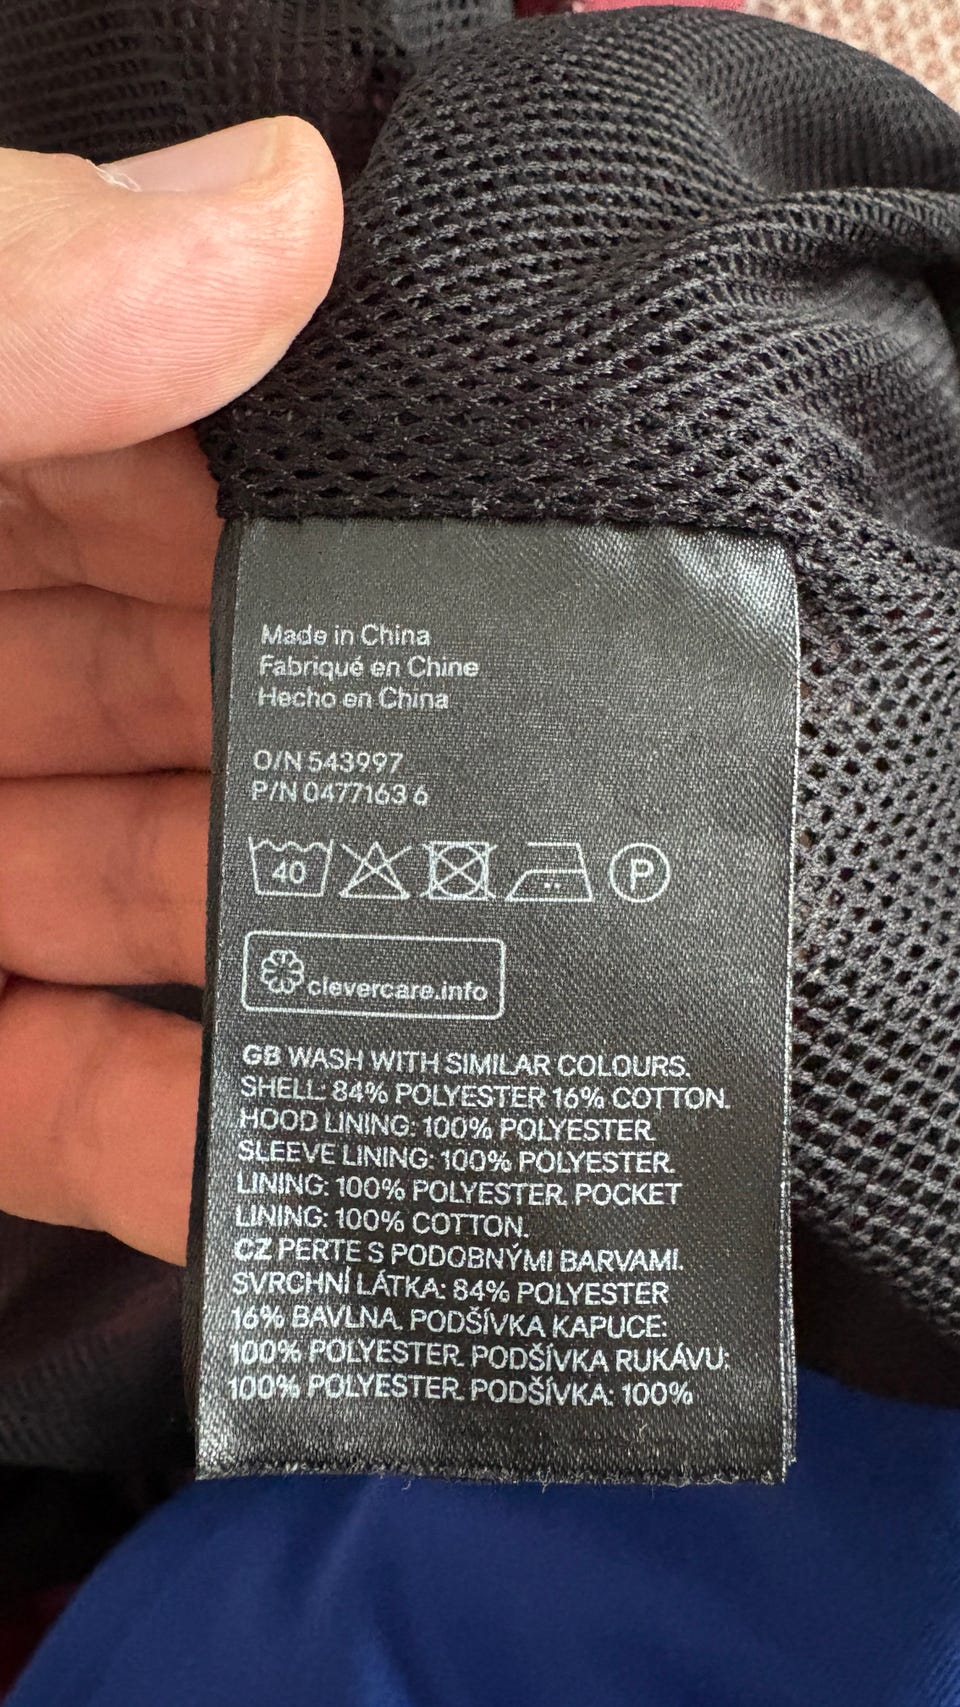 Made in China
Fabriqué en Chine
Hecho en China
O/N 543997
P/N 0477163 6
40 P
clevercare.info
GB WASH WITH SIMILAR COLOURS.
SHELL: 84% POLYESTER 16% COTTON.
HOOD LINING: 100% POLYESTER.
SLEEVE LINING: 100% POLYESTER.
LINING: 100% POLYESTER. POCKET
LINING: 100% COTTON.
CZ PERTE S PODOBNÝMI BARVAMI.
SVRCHNÍ LÁTKA: 84% POLYESTER
16% BAVLNA. PODŠÍVKA KAPUCE:
100% POLYESTER. PODŠÍVKA RUKÁVU:
100% POLYESTER. PODŠÍVKA: 100%